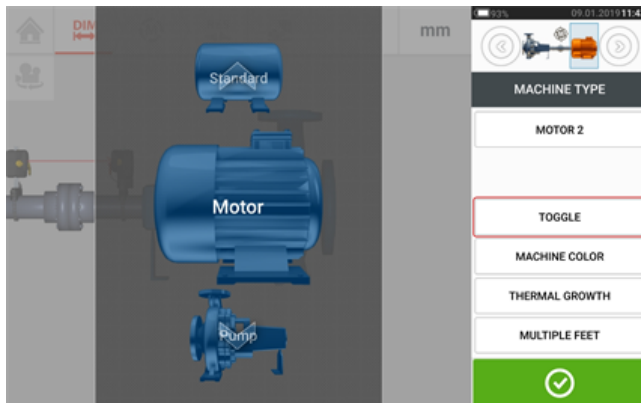 93%
09.01.2019 11:4
DIM
mm
Standard
Motor
Pump
MACHINE TYPE
MOTOR 2
TOGGLE
MACHINE COLOR
THERMAL GROWTH
MULTIPLE FEET